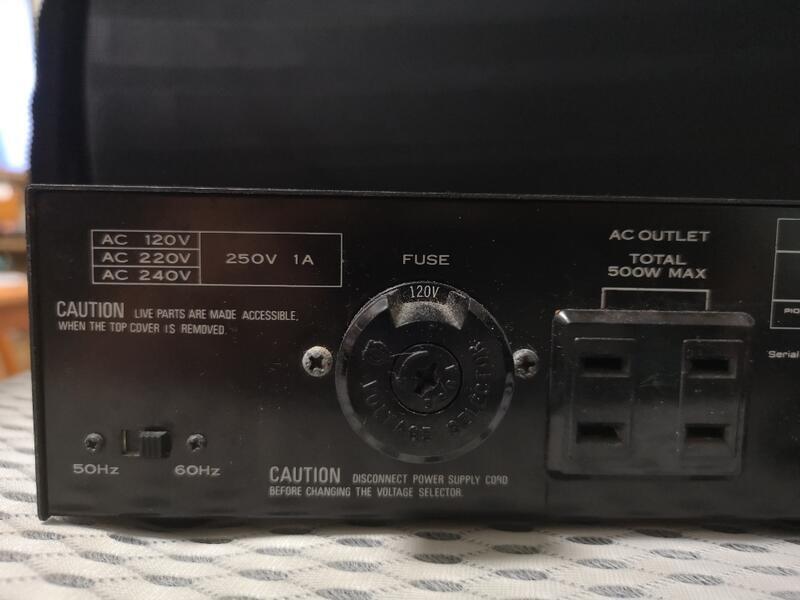 AC 120V
AC 220V
AC 240V
250V 1A
CAUTION LIVE PARTS ARE MADE ACCESSIBLE,
WHEN THE TOP COVER IS REMOVED.
50Hz 60Hz
FUSE
120V
VOLTAGE SELECTOR
CAUTION DISCONNECT POWER SUPPLY CORD
BEFORE CHANGING THE VOLTAGE SELECTOR.
AC OUTLET
TOTAL
500W MAX
PIO
Serial